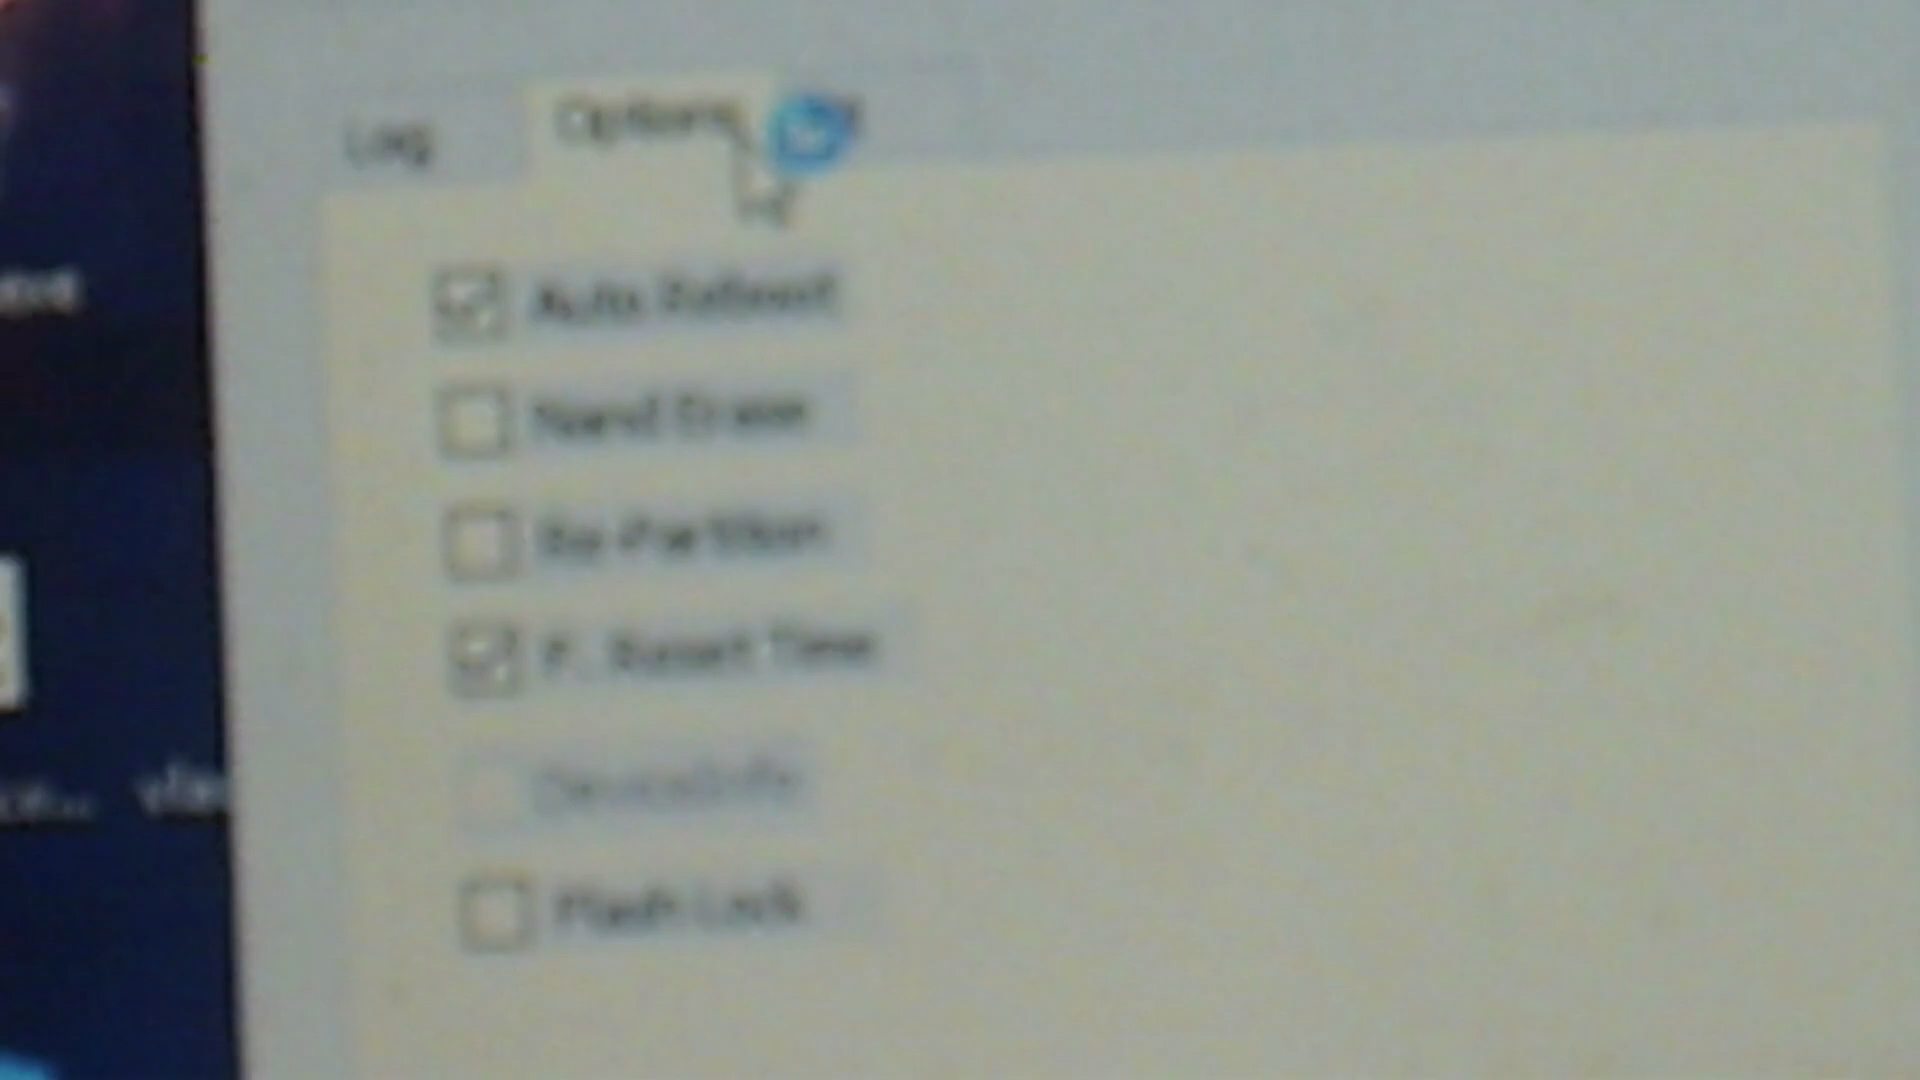 Log
Options
Auto Reboot
Nand Erase
Re-Partition
F. Reset Time
DeviceInfo
Flash Lock